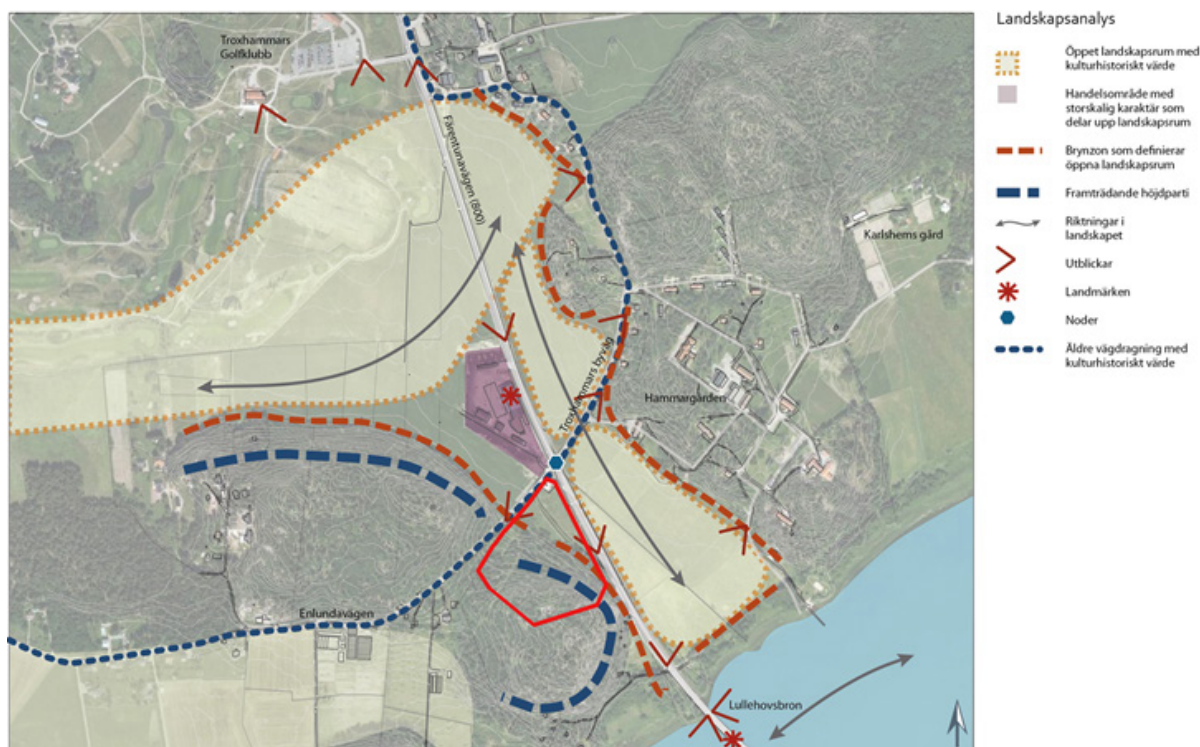 Troxhammars
Golfklubb
Färentunavägen (800)
Karlshems gård
Troxhammars byväg
Hammargården
Enlundavägen
Lullehovsbron
Landskapsanalys
Öppet landskapsrum med
kulturhistoriskt värde
Handelsområde med
storskalig karaktär som
delar upp landskapsrum
Brynzon som definierar
öppna landskapsrum
Framträdande höjdparti
Riktningar i
landskapet
Utblickar
Landmärken
Noder
Äldre vägdragning med
kulturhistoriskt värde